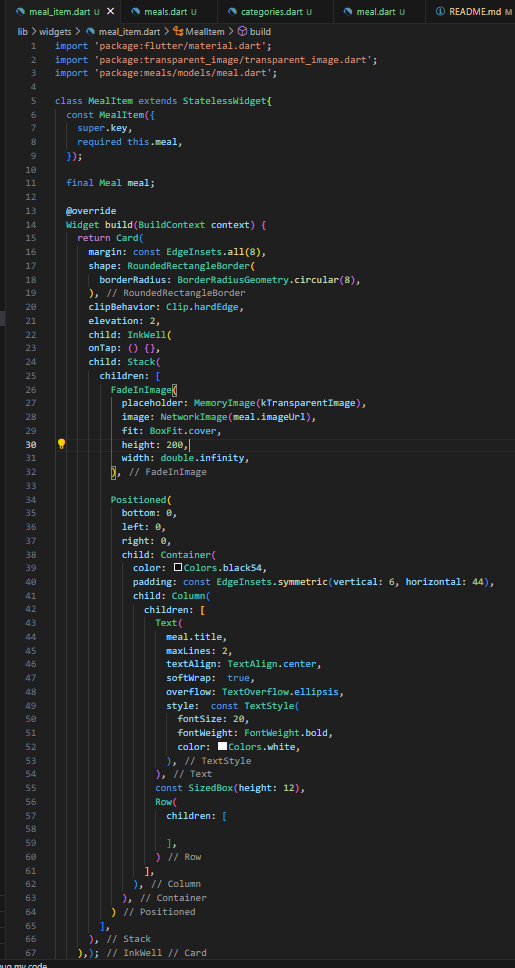 meal_item.dart U
meals.dart U
categories.dart U
meal.dart U
README.md M
lib > widgets > meal_item.dart > MealItem > build
1 import 'package:flutter/material.dart';
2 import 'package:transparent_image/transparent_image.dart';
3 import 'package:meals/models/meal.dart';
4
5 class MealItem extends StatelessWidget{
6 const MealItem({
7 super.key,
8 required this.meal,
9 });
10
11 final Meal meal;
12
13 @override
14 Widget build(BuildContext context) {
15 return Card(
16 margin: const EdgeInsets.all(8),
17 shape: RoundedRectangleBorder(
18 borderRadius: BorderRadiusGeometry.circular(8),
19 ), // RoundedRectangleBorder
20 clipBehavior: Clip.hardEdge,
21 elevation: 2,
22 child: InkWell(
23 onTap: () {},
24 child: Stack(
25 children: [
26 FadeInImage(
27 placeholder: MemoryImage(kTransparentImage),
28 image: NetworkImage(meal.imageUrl),
29 fit: BoxFit.cover,
30 height: 200,
31 width: double.infinity,
32 ), // FadeInImage
33
34 Positioned(
35 bottom: 0,
36 left: 0,
37 right: 0,
38 child: Container(
39 color: Colors.black54,
40 padding: const EdgeInsets.symmetric(vertical: 6, horizontal: 44),
41 child: Column(
42 children: [
43 Text(
44 meal.title,
45 maxLines: 2,
46 textAlign: TextAlign.center,
47 softWrap:  true,
48 overflow: TextOverflow.ellipsis,
49 style:  const TextStyle(
50 fontSize: 20,
51 fontWeight: FontWeight.bold,
52 color: Colors.white,
53 ), // TextStyle
54 ), // Text
55 const SizedBox(height: 12),
56 Row(
57 children: [
58
59 ],
60 ) // Row
61 ],
62 ), // Column
63 ), // Container
64 ) // Positioned
65 ],
66 ), // Stack
67 ),); // InkWell // Card